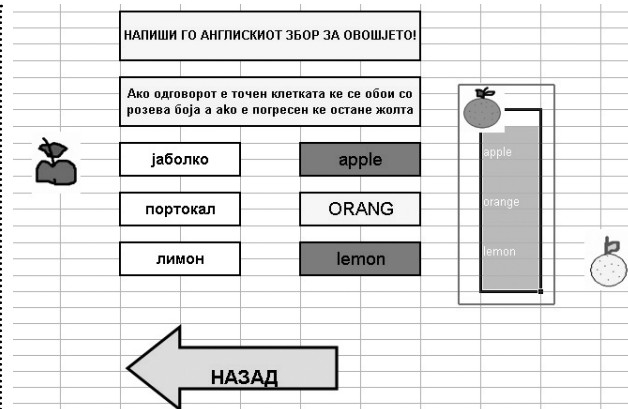 НАПИШИ ГО АНГЛИСКИОТ ЗБОР ЗА ОВОШЈЕТО!
Ако одговорот е точен клетката ке се обои со
розева боја а ako е погресен ке остане жолта
јаболко apple
портокал ORANG
лимон lemon
apple
orange
lemon
НАЗАД